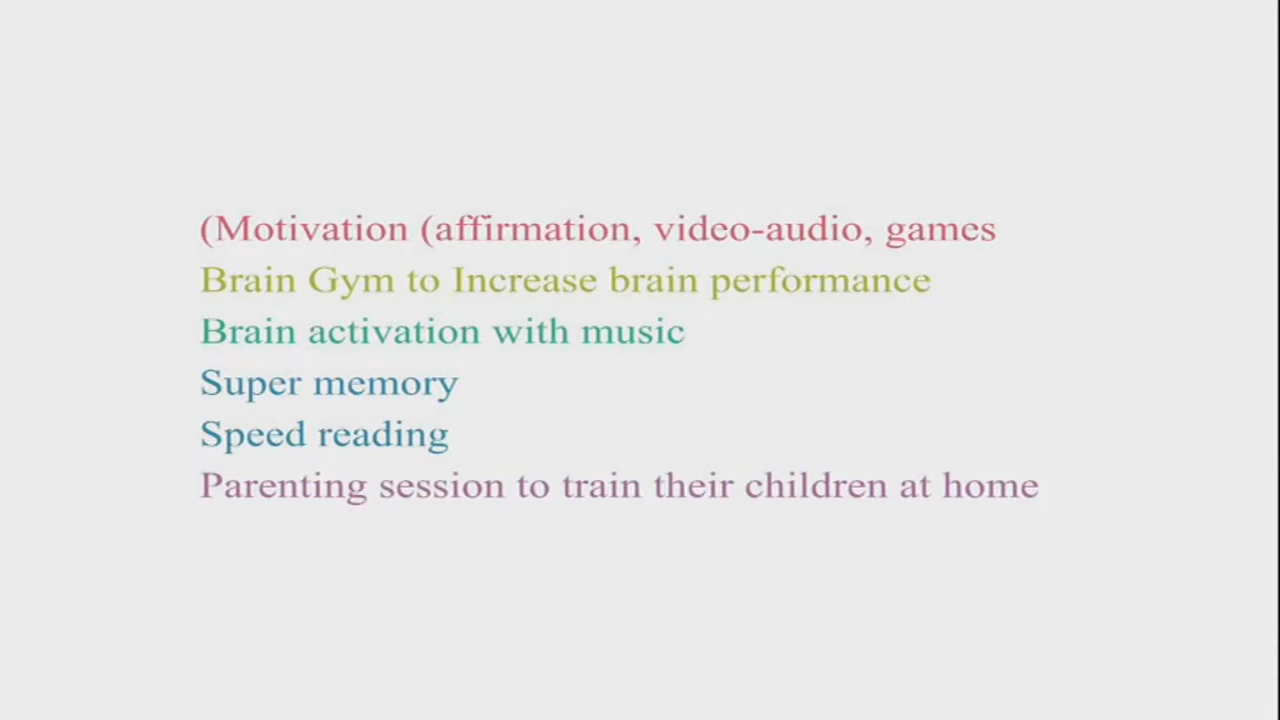 (Motivation (affirmation, video-audio, games
Brain Gym to Increase brain performance
Brain activation with music
Super memory
Speed reading
Parenting session to train their children at home